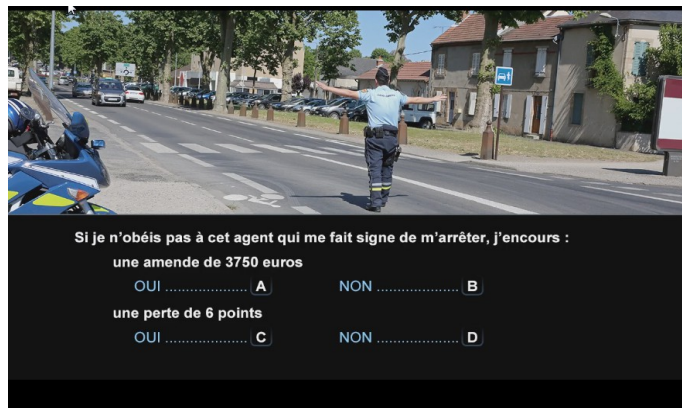 Si je n'obéis pas à cet agent qui me fait signe de m'arrêter, j'encours :
une amende de 3750 euros
OUI .................... A NON .................... B
une perte de 6 points
OUI .................... C NON .................... D